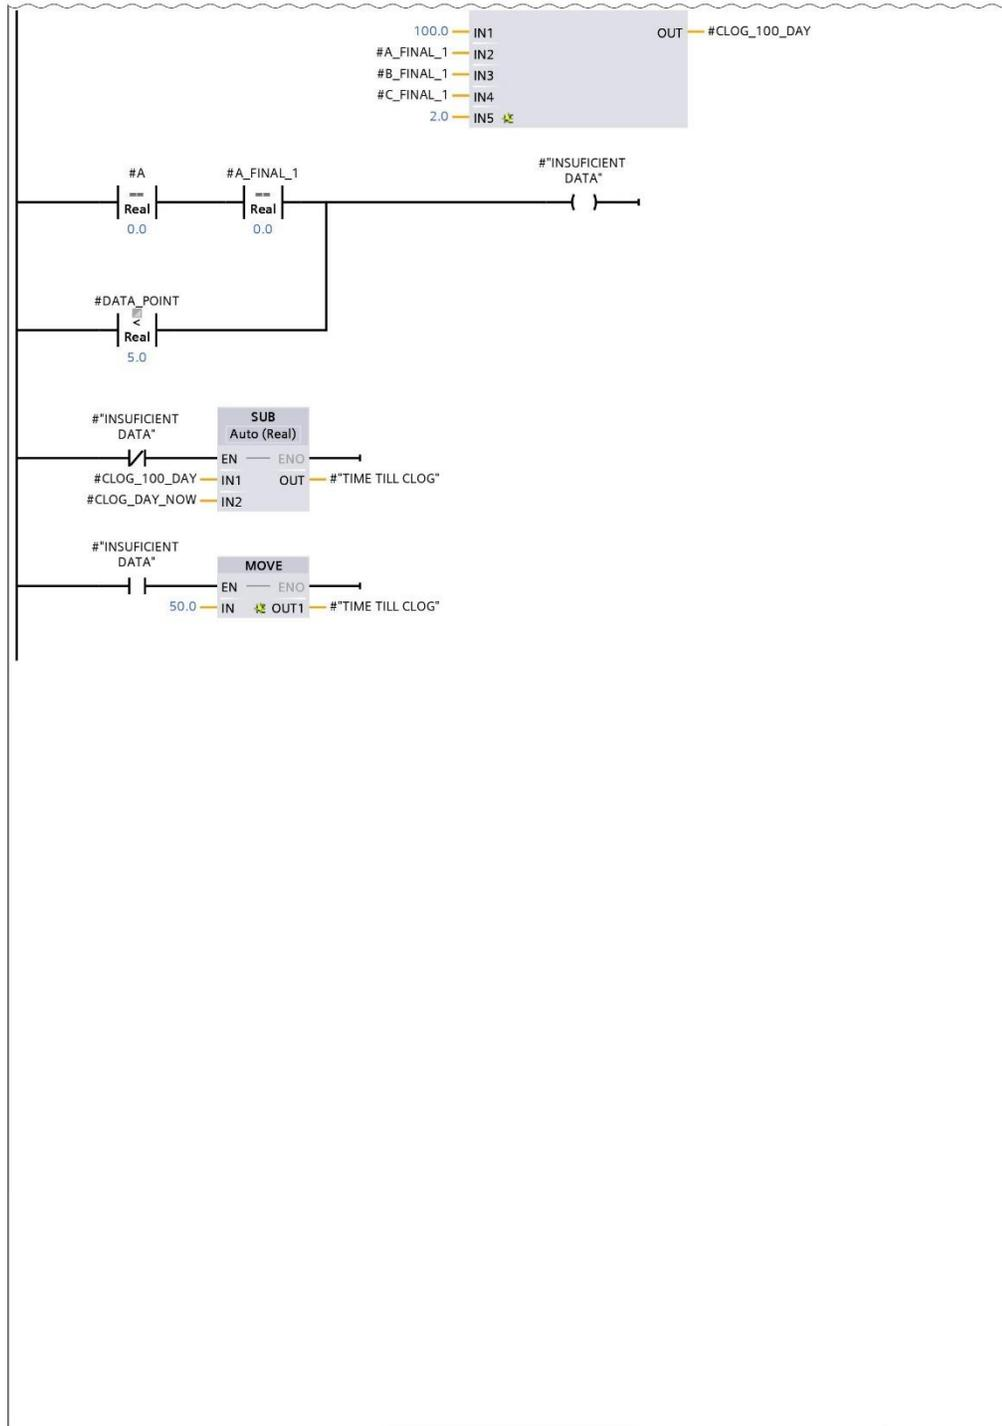 100.0 IN1 OUT #CLOG_100_DAY
#A_FINAL_1 IN2
#B_FINAL_1 IN3
#C_FINAL_1 IN4
2.0 IN5
#"INSUFICIENT
DATA"
#A #A_FINAL_1
== ==
Real Real
0.0 0.0
#DATA_POINT
<
Real
5.0
#"INSUFICIENT
DATA"
SUB
Auto (Real)
EN ENO
#CLOG_100_DAY IN1 OUT #"TIME TILL CLOG"
#CLOG_DAY_NOW IN2
#"INSUFICIENT
DATA"
MOVE
EN ENO
50.0 IN OUT1 #"TIME TILL CLOG"